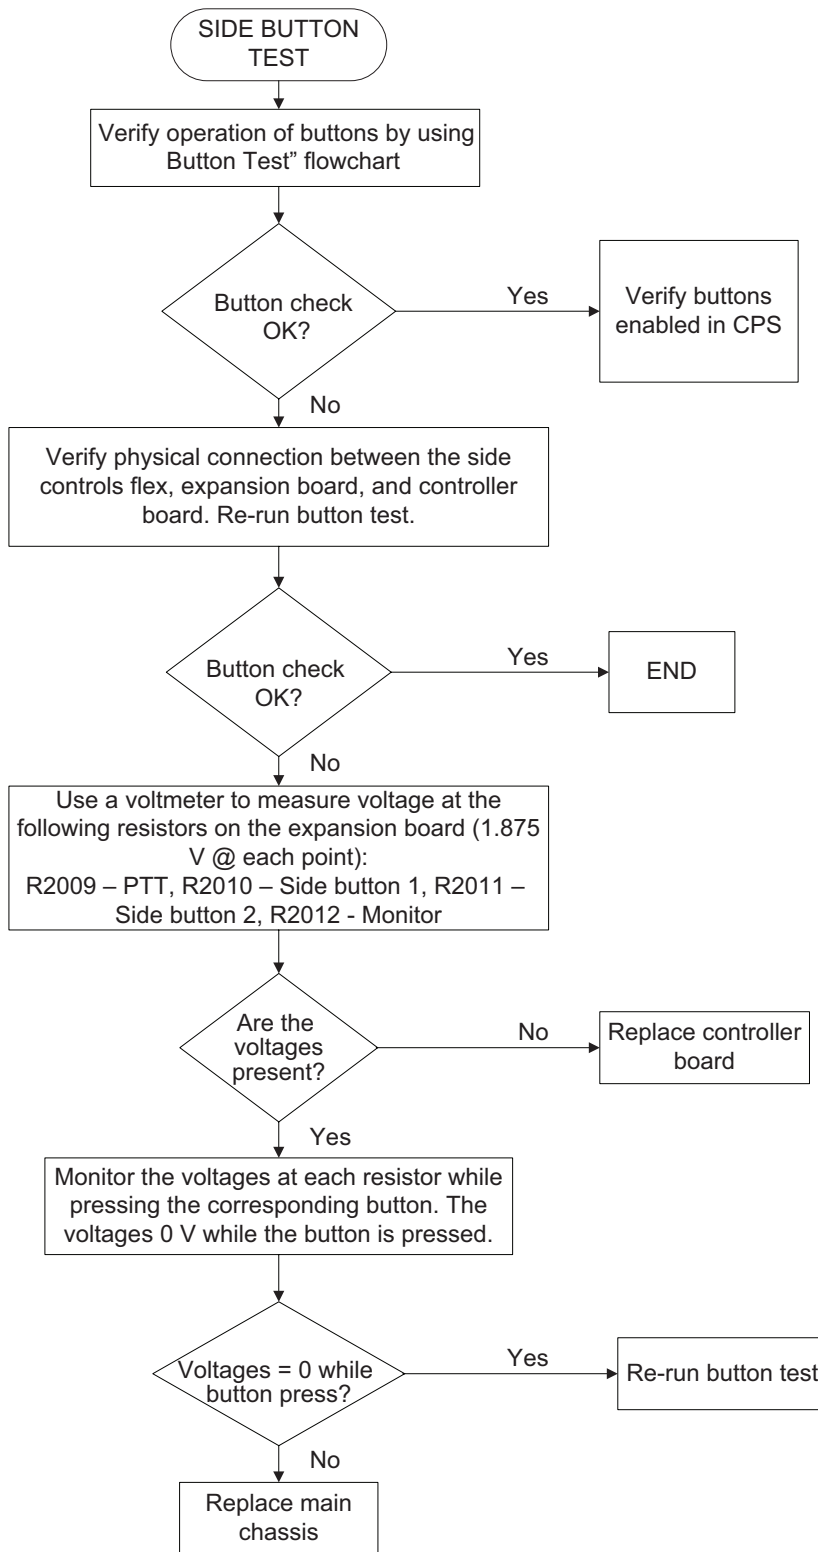 SIDE BUTTON
TEST
Verify operation of buttons by using
Button Test” flowchart
Button check
OK?
Yes
Verify buttons
enabled in CPS
No
Verify physical connection between the side
controls flex, expansion board, and controller
board. Re-run button test.
Button check
OK?
Yes
END
No
Use a voltmeter to measure voltage at the
following resistors on the expansion board (1.875
V @ each point):
R2009 – PTT, R2010 – Side button 1, R2011 –
Side button 2, R2012 - Monitor
Are the
voltages
present?
No
Replace controller
board
Yes
Monitor the voltages at each resistor while
pressing the corresponding button. The
voltages 0 V while the button is pressed.
Voltages = 0 while
button press?
Yes
Re-run button test
No
Replace main
chassis